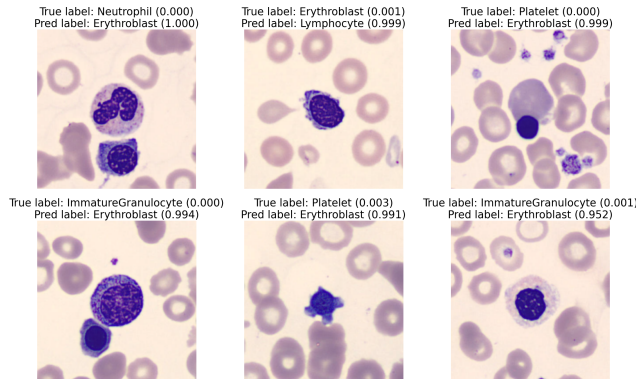 True label: Neutrophil (0.000)
Pred label: Erythroblast (1.000)
True label: Erythroblast (0.001)
Pred label: Lymphocyte (0.999)
True label: Platelet (0.000)
Pred label: Erythroblast (0.999)
True label: ImmatureGranulocyte (0.000)
Pred label: Erythroblast (0.994)
True label: Platelet (0.003)
Pred label: Erythroblast (0.991)
True label: ImmatureGranulocyte (0.001)
Pred label: Erythroblast (0.952)